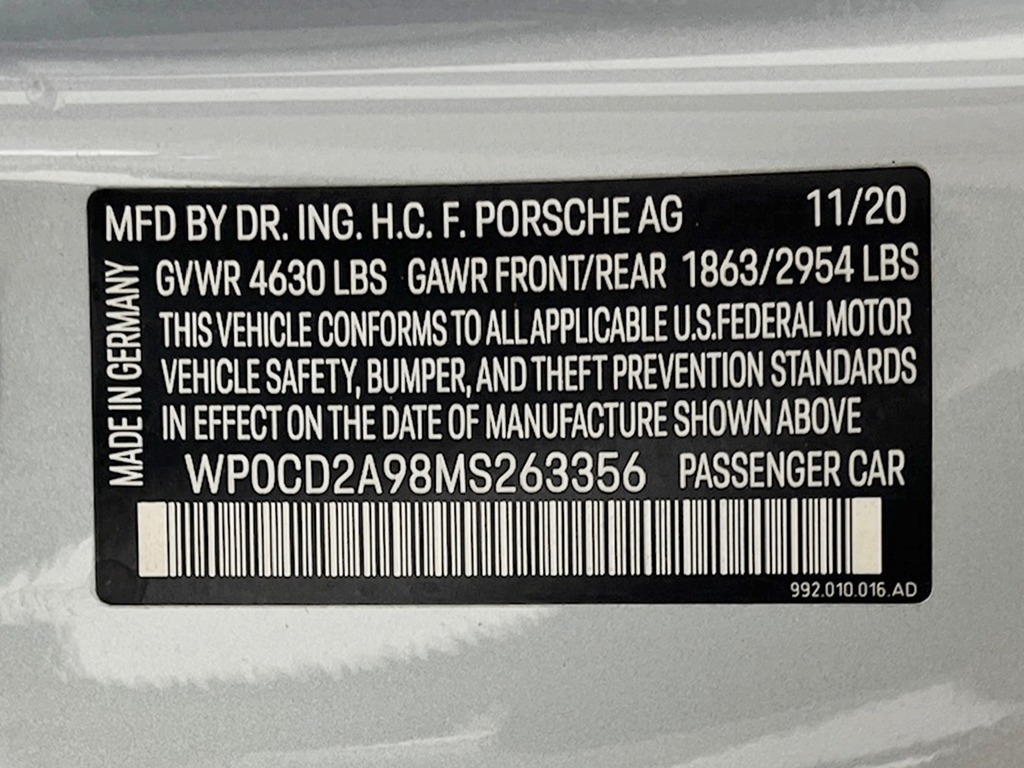 MFD BY DR. ING. H.C. F. PORSCHE AG 11/20
GVWR 4630 LBS GAWR FRONT/REAR 1863/2954 LBS
THIS VEHICLE CONFORMS TO ALL APPLICABLE U.S.FEDERAL MOTOR
VEHICLE SAFETY, BUMPER, AND THEFT PREVENTION STANDARDS
IN EFFECT ON THE DATE OF MANUFACTURE SHOWN ABOVE
WP0CD2A98MS263356 PASSENGER CAR
MADE IN GERMANY
992.010.016.AD